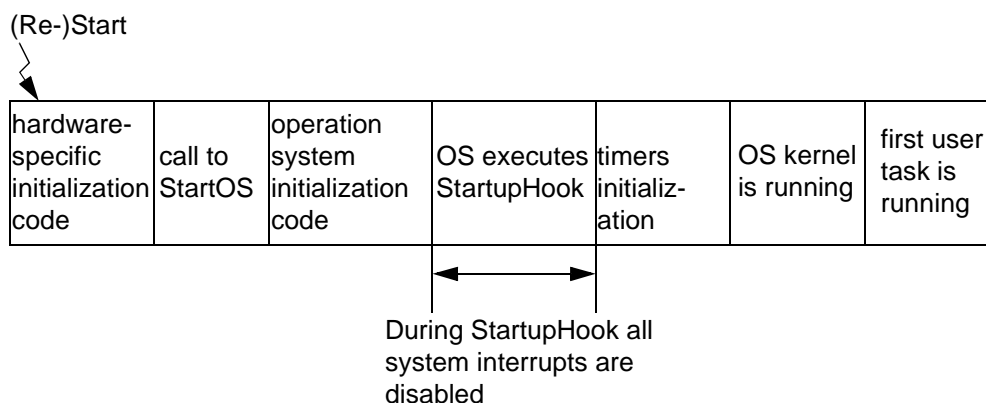 (Re-)Start
hardware-
specific
initialization
code
call to
StartOS
operation
system
initialization
code
OS executes
StartupHook
timers
initializ-
ation
OS kernel
is running
first user
task is
running
During StartupHook all
system interrupts are
disabled